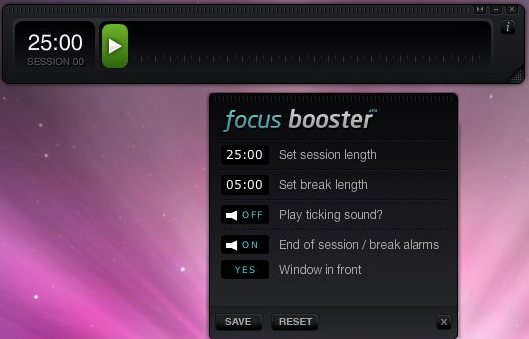 25:00
SESSION 00
i
focus booster
25:00 Set session length
05:00 Set break length
OFF Play ticking sound?
ON End of session / break alarms
YES Window in front
SAVE RESET